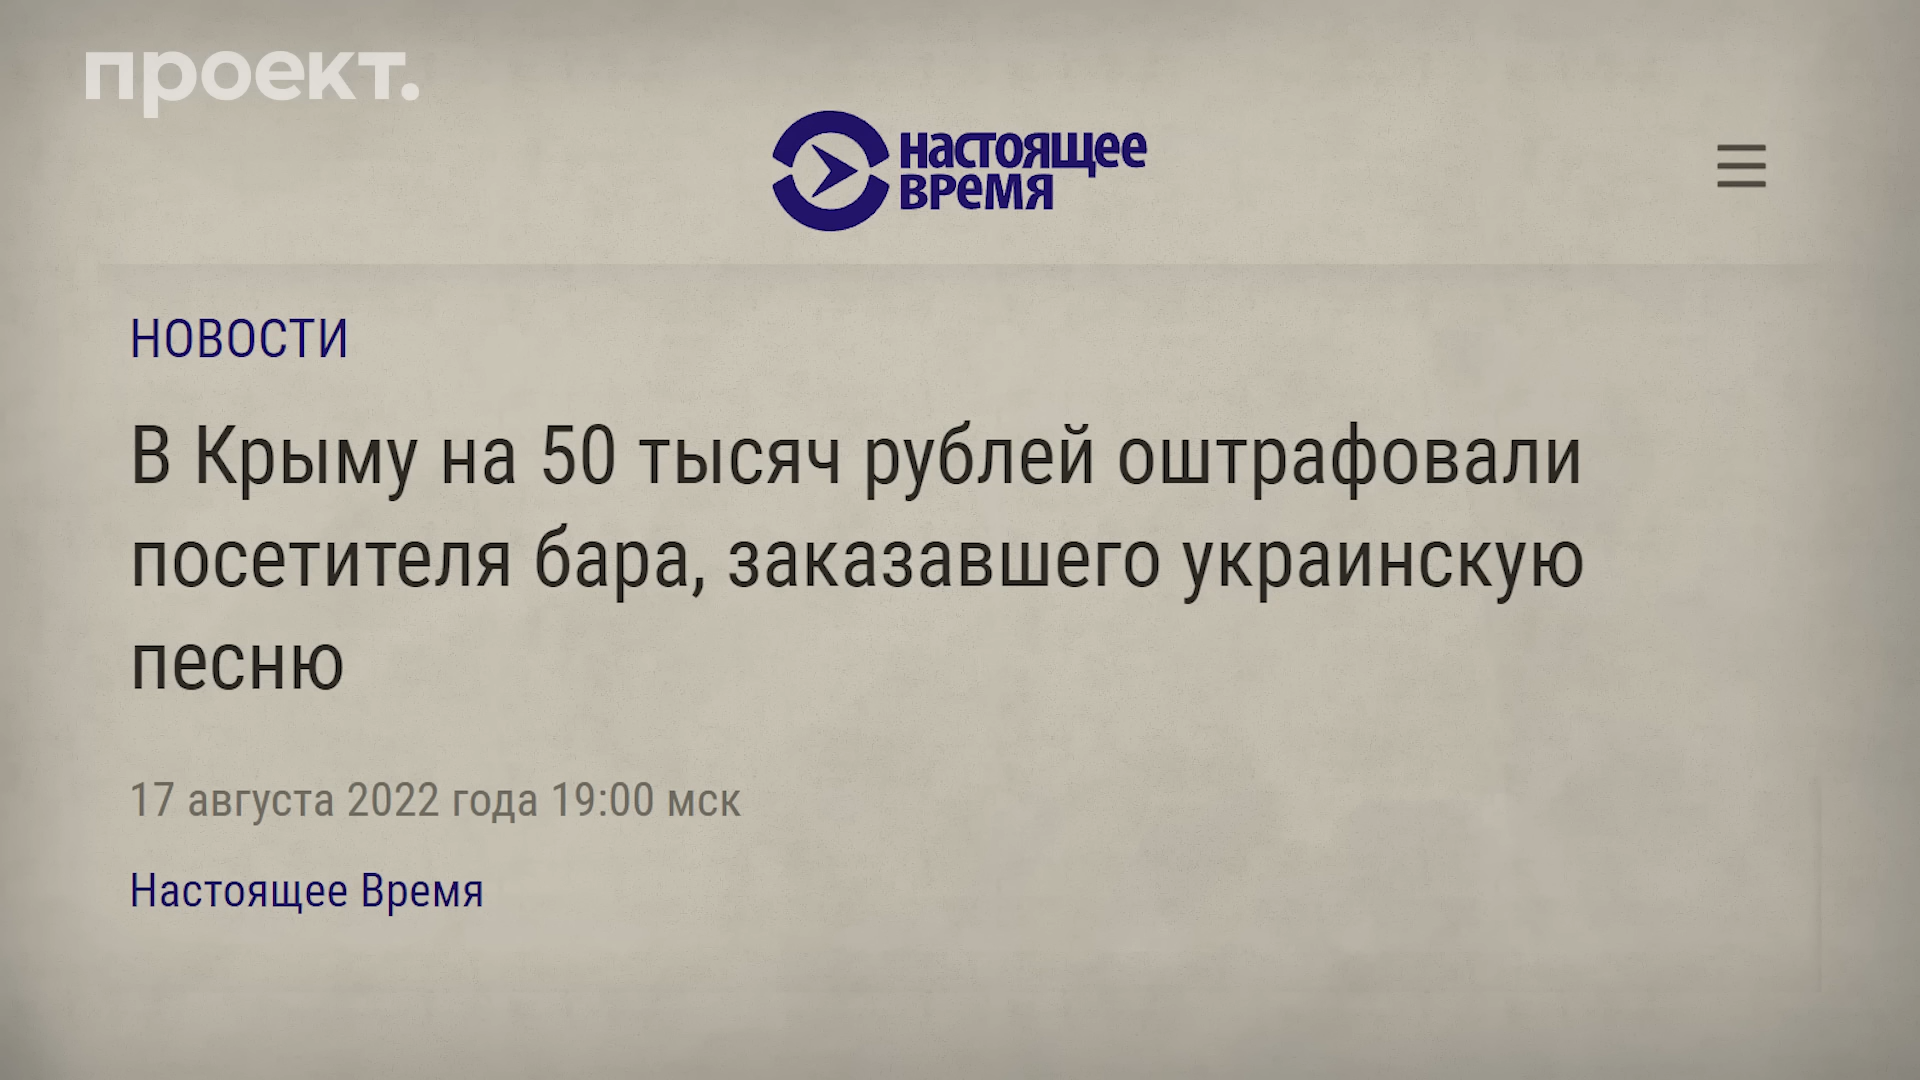 проект.
настоящее
время
НОВОСТИ
В Крыму на 50 тысяч рублей оштрафовали
посетителя бара, заказавшего украинскую
песню
17 августа 2022 года 19:00 мск
Настоящее Время